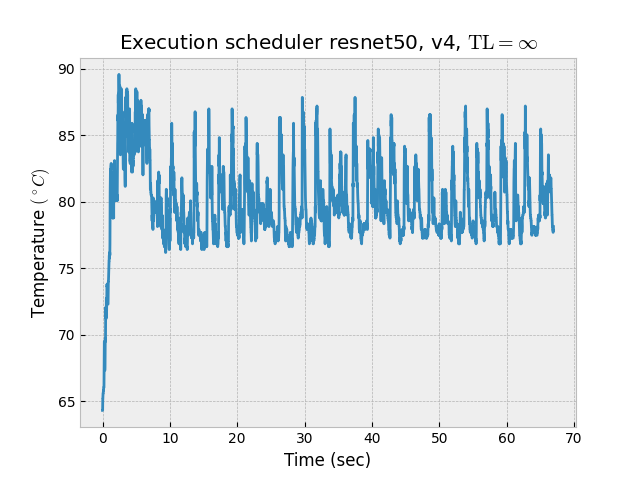 Execution scheduler resnet50, v4, TL = ∞
90
85
80
75
70
65
Temperature (°C)
0 10 20 30 40 50 60 70
Time (sec)